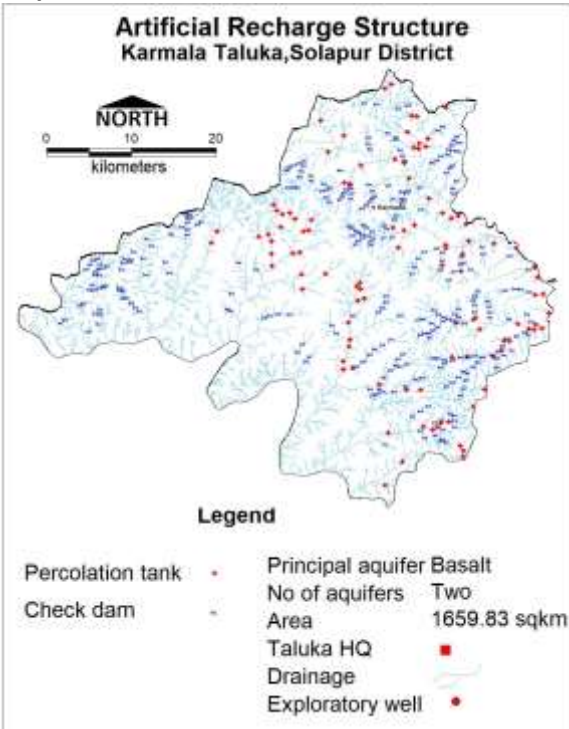 Artificial Recharge Structure
Karmala Taluka,Solapur District
NORTH
0 10 20
kilometers
Karmala
Legend
Percolation tank
Check dam
Principal aquifer Basalt
No of aquifers Two
Area 1659.83 sqkm
Taluka HQ
Drainage
Exploratory well